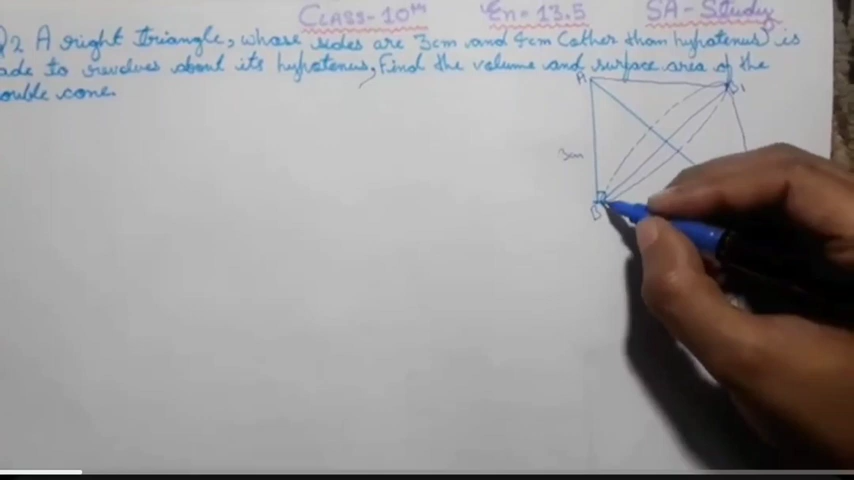 CLASS-10th Ex = 13.5 SA-Study
Q2 A right triangle, whose sides are 3cm and 4cm (other than hypotenus) is
ade to revolves about its hypotenus, Find the volume and surface area of the
ouble cone.
A
B'
3cm
B